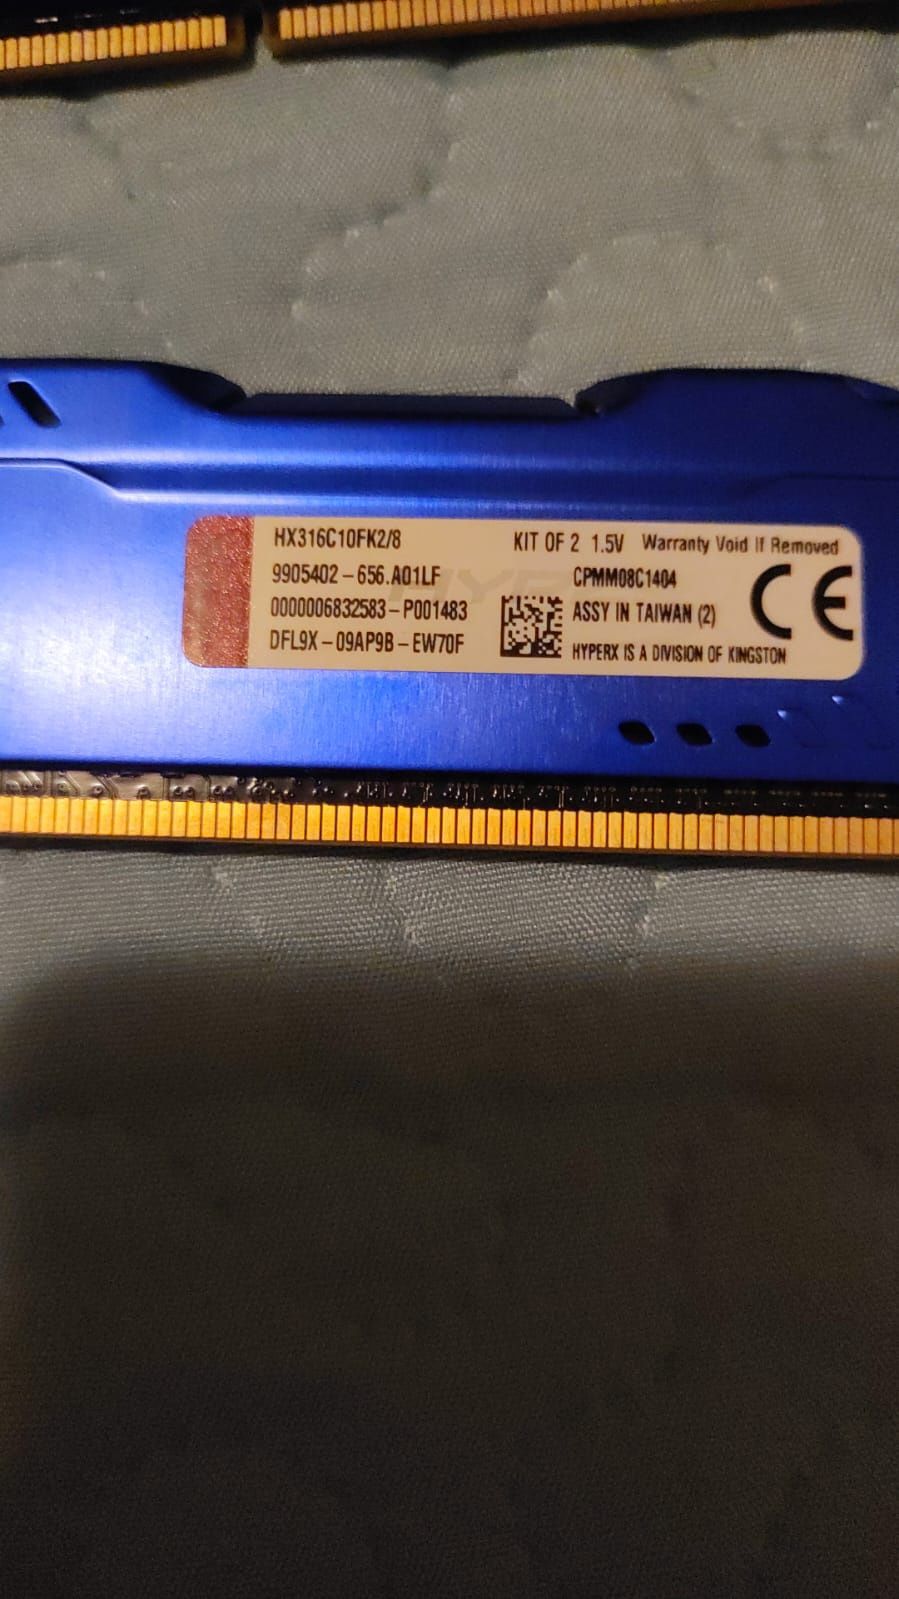 HX316C10FK2/8 KIT OF 2 1.5V Warranty Void If Removed
9905402-656.A01LF CPMM08C1404
0000006832583-P001483 ASSY IN TAIWAN (2)
DFL9X-09AP9B-EW70F HYPERX IS A DIVISION OF KINGSTON
CE